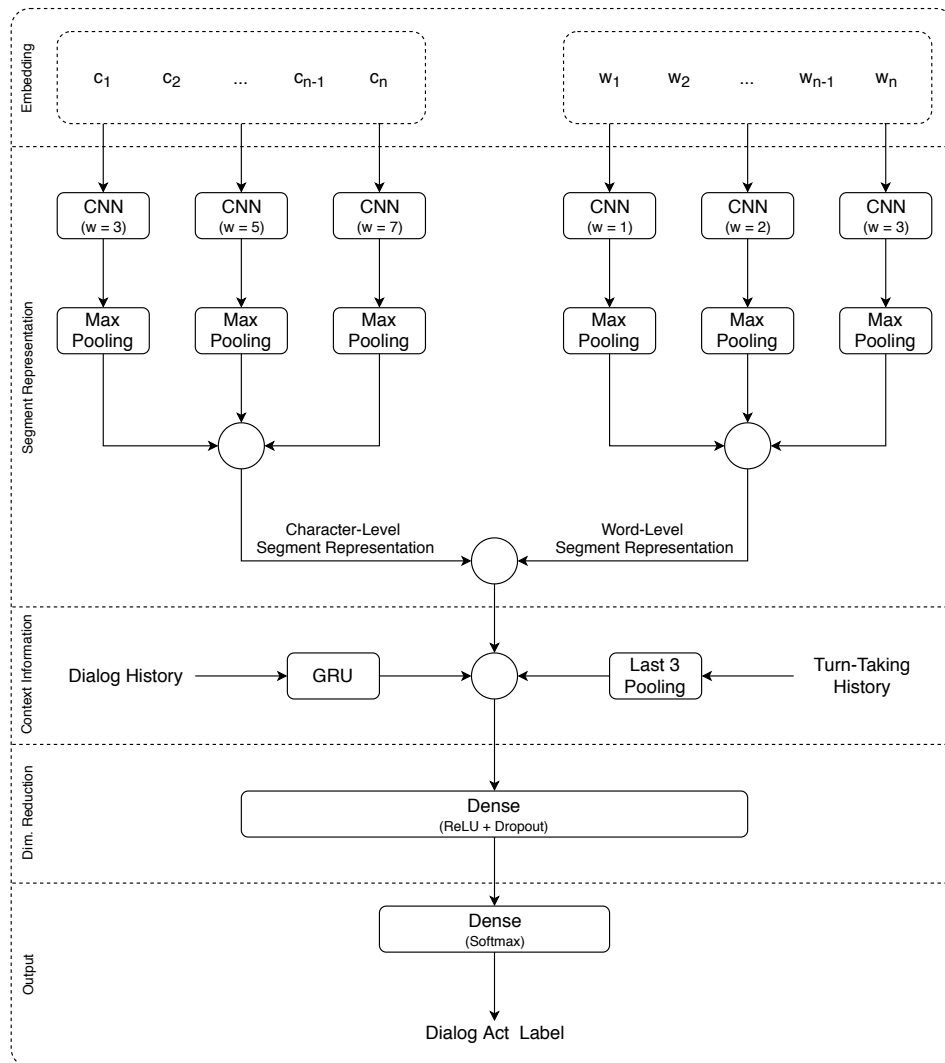 Embedding
c1 c2 ... cn-1 cn
w1 w2 ... wn-1 wn
Segment Representation
CNN
(w = 3)
CNN
(w = 5)
CNN
(w = 7)
CNN
(w = 1)
CNN
(w = 2)
CNN
(w = 3)
Max
Pooling
Max
Pooling
Max
Pooling
Max
Pooling
Max
Pooling
Max
Pooling
Character-Level
Segment Representation
Word-Level
Segment Representation
Context Information
Dialog History
GRU
Last 3
Pooling
Turn-Taking
History
Dim. Reduction
Dense
(ReLU + Dropout)
Output
Dense
(Softmax)
Dialog Act Label